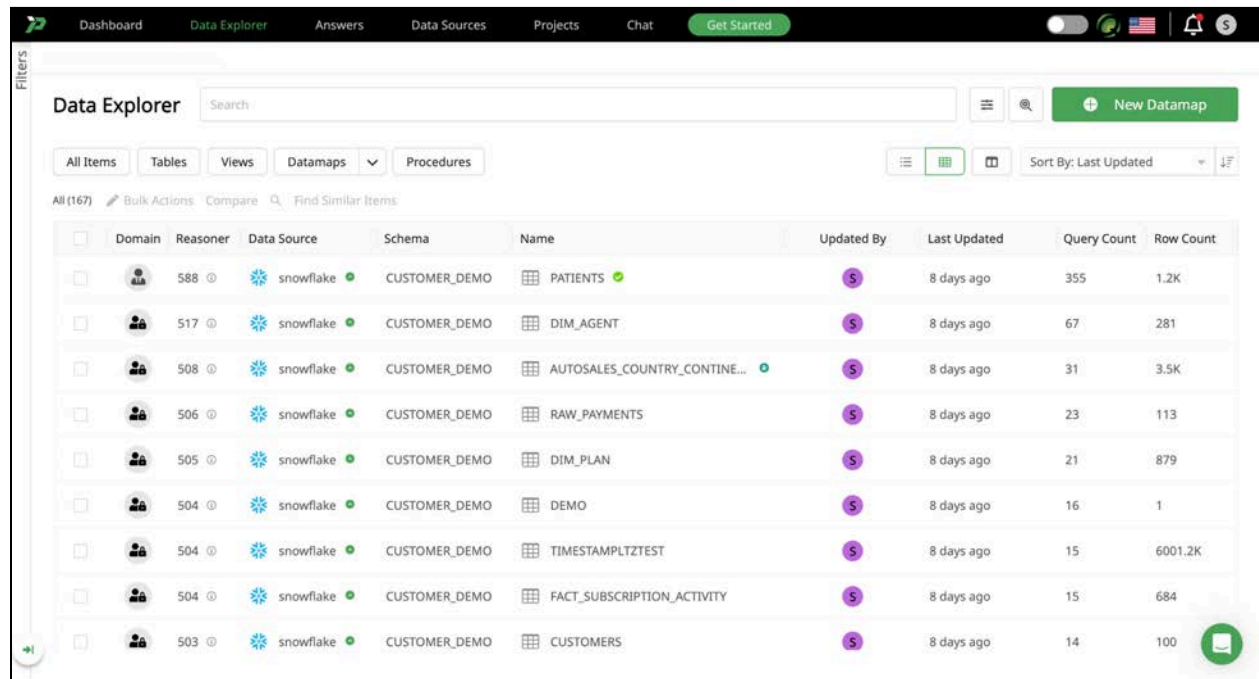 Dashboard Data Explorer Answers Data Sources Projects Chat Get Started S
Filters
Data Explorer Search New Datamap
All Items Tables Views Datamaps Procedures Sort By: Last Updated
All (167) Bulk Actions Compare Find Similar Items
Domain Reasoner Data Source Schema Name Updated By Last Updated Query Count Row Count
588 snowflake CUSTOMER_DEMO PATIENTS S 8 days ago 355 1.2K
517 snowflake CUSTOMER_DEMO DIM_AGENT S 8 days ago 67 281
508 snowflake CUSTOMER_DEMO AUTOSALES_COUNTRY_CONTINE... S 8 days ago 31 3.5K
506 snowflake CUSTOMER_DEMO RAW_PAYMENTS S 8 days ago 23 113
505 snowflake CUSTOMER_DEMO DIM_PLAN S 8 days ago 21 879
504 snowflake CUSTOMER_DEMO DEMO S 8 days ago 16 1
504 snowflake CUSTOMER_DEMO TIMESTAMPLTZTEST S 8 days ago 15 6001.2K
504 snowflake CUSTOMER_DEMO FACT_SUBSCRIPTION_ACTIVITY S 8 days ago 15 684
503 snowflake CUSTOMER_DEMO CUSTOMERS S 8 days ago 14 100